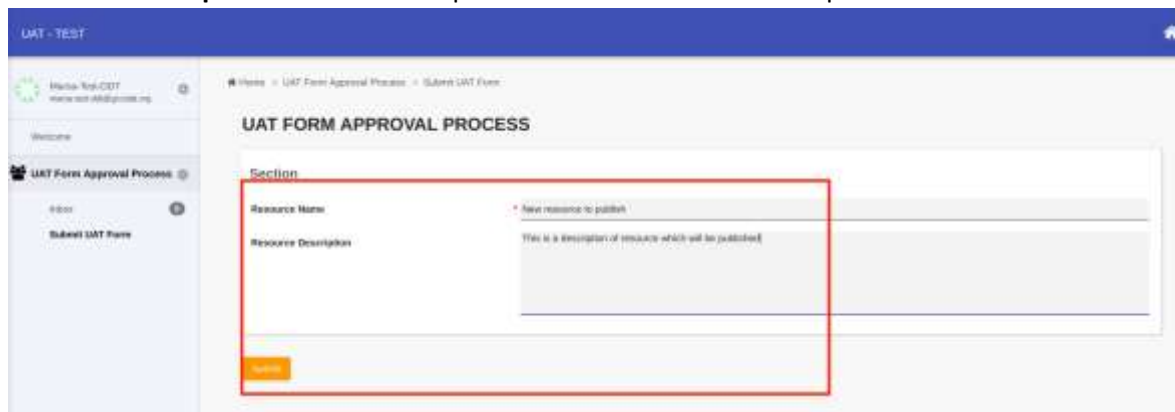 UAT - TEST
Home > UAT Form Approval Process > Submit UAT Form
UAT FORM APPROVAL PROCESS
Welcome
UAT Form Approval Process
Section
Inbox
Submit UAT Form
Resource Name * New resource to publish
Resource Description This is a description of resource which will be published
Submit